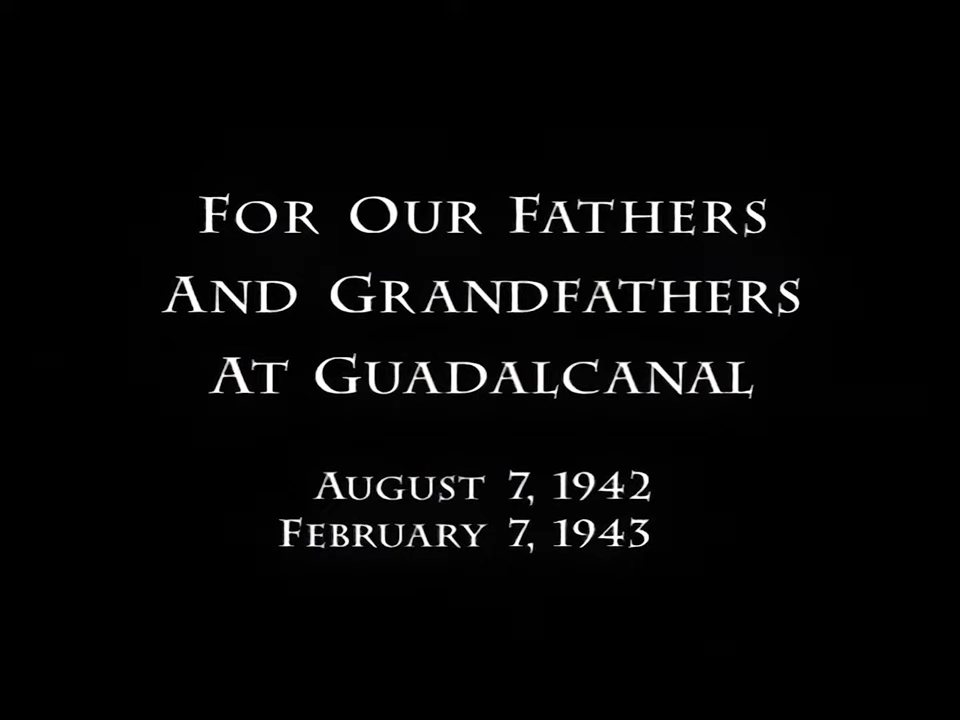 For Our Fathers
And Grandfathers
At Guadalcanal
August 7, 1942
February 7, 1943